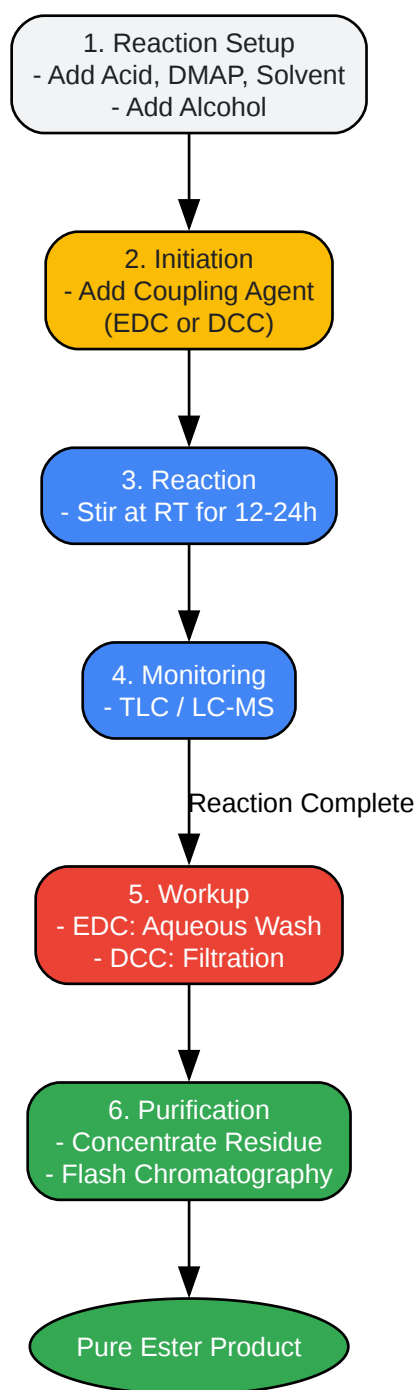 1. Reaction Setup
- Add Acid, DMAP, Solvent
- Add Alcohol
2. Initiation
- Add Coupling Agent
(EDC or DCC)
3. Reaction
- Stir at RT for 12-24h
4. Monitoring
- TLC / LC-MS
Reaction Complete
5. Workup
- EDC: Aqueous Wash
- DCC: Filtration
6. Purification
- Concentrate Residue
- Flash Chromatography
Pure Ester Product